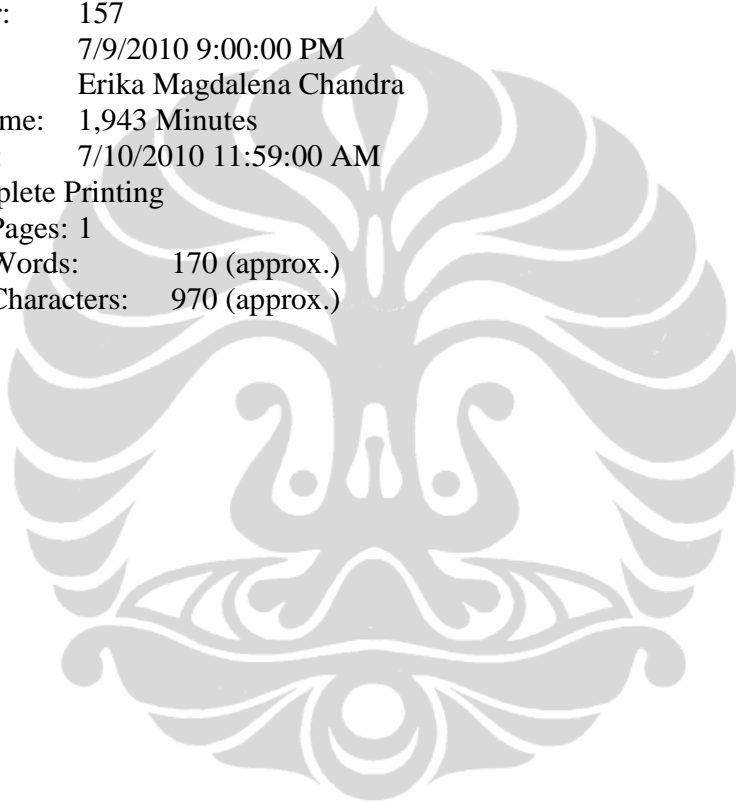 r: 157
7/9/2010 9:00:00 PM
Erika Magdalena Chandra
me: 1,943 Minutes
: 7/10/2010 11:59:00 AM
plete Printing
Pages: 1
Words: 170 (approx.)
Characters: 970 (approx.)